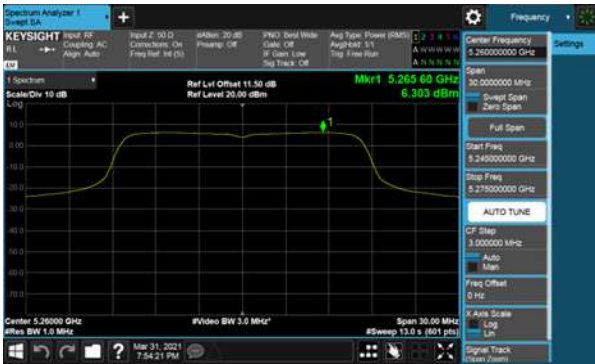 Spectrum Analyzer 1
Swept SA
Frequency
KEYSIGHT
Input: RF
Coupling: AC
Align: Auto
Input Z: 50 Ω
Corrections: On
Freq Ref: Int (S)
#Atten: 20 dB
Preamp: Off
PNO: Best Wide
Gate: Off
IF Gain: Low
Sig Track: Off
Avg Type: Power (RMS)
Avg|Hold: 1/1
Trig: Free Run
1 2 3 4 5 6
A W W W W W
A N N N N N
RL
LW
1 Spectrum
Scale/Div 10 dB
Log
Ref Lvl Offset 11.50 dB
Ref Level 20.00 dBm
Mkr1 5.265 60 GHz
6.303 dBm
1
10.0
0.00
-10.0
-20.0
-30.0
-40.0
-50.0
-60.0
-70.0
Center 5.26000 GHz
#Res BW 1.0 MHz
#Video BW 3.0 MHz*
Span 30.00 MHz
#Sweep 13.0 s (601 pts)
Center Frequency
5.260000000 GHz
Settings
Span
30.0000000 MHz
Swept Span
Zero Span
Full Span
Start Freq
5.245000000 GHz
Stop Freq
5.275000000 GHz
AUTO TUNE
CF Step
3.000000 MHz
Auto
Man
Freq Offset
0 Hz
X Axis Scale
Log
Lin
Signal Track
(Span Zoom)
?
Mar 31, 2021
7:54:21 PM